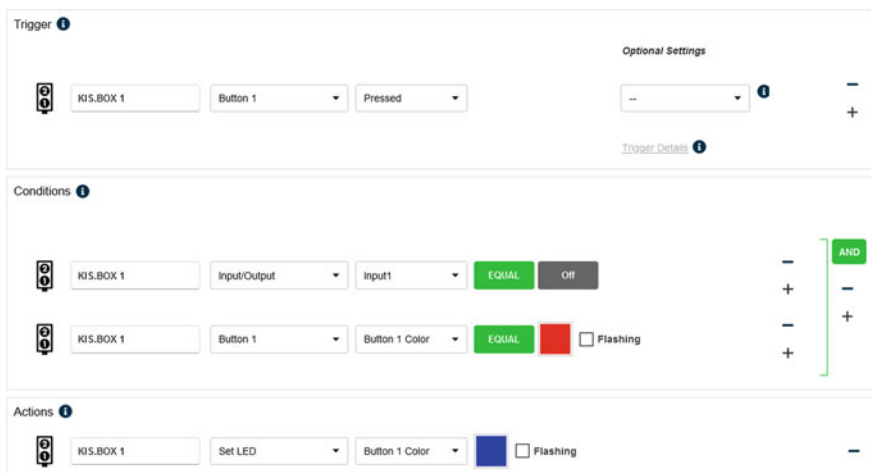 Trigger
Optional Settings
KIS.BOX 1 Button 1 Pressed --
Trigger Details
Conditions
AND
KIS.BOX 1 Input/Output Input1 EQUAL Off
KIS.BOX 1 Button 1 Button 1 Color EQUAL Flashing
Actions
KIS.BOX 1 Set LED Button 1 Color Flashing